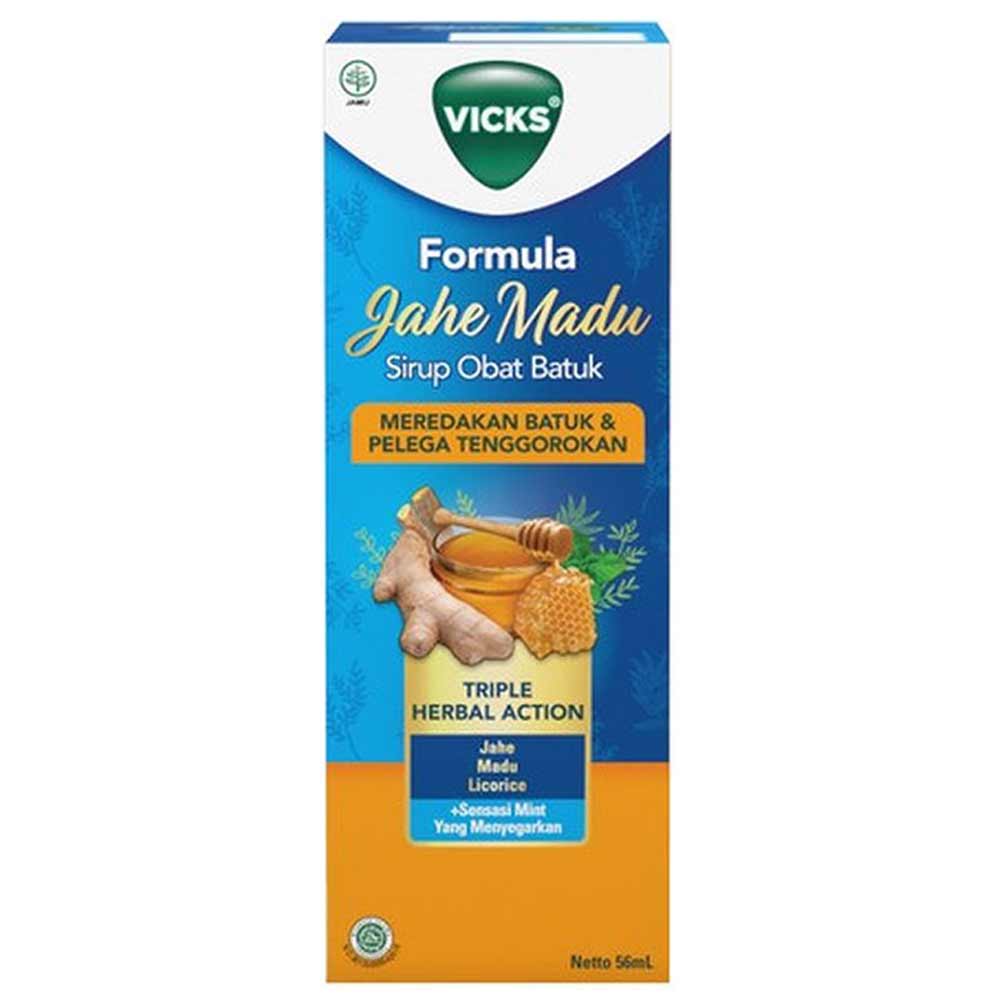 JAMU
VICKS®
Formula
Jahe Madu
Sirup Obat Batuk
MEREDAKAN BATUK &
PELEGA TENGGOROKAN
TRIPLE
HERBAL ACTION
Jahe
Madu
Licorice
+Sensasi Mint
Yang Menyegarkan
Netto 56mL